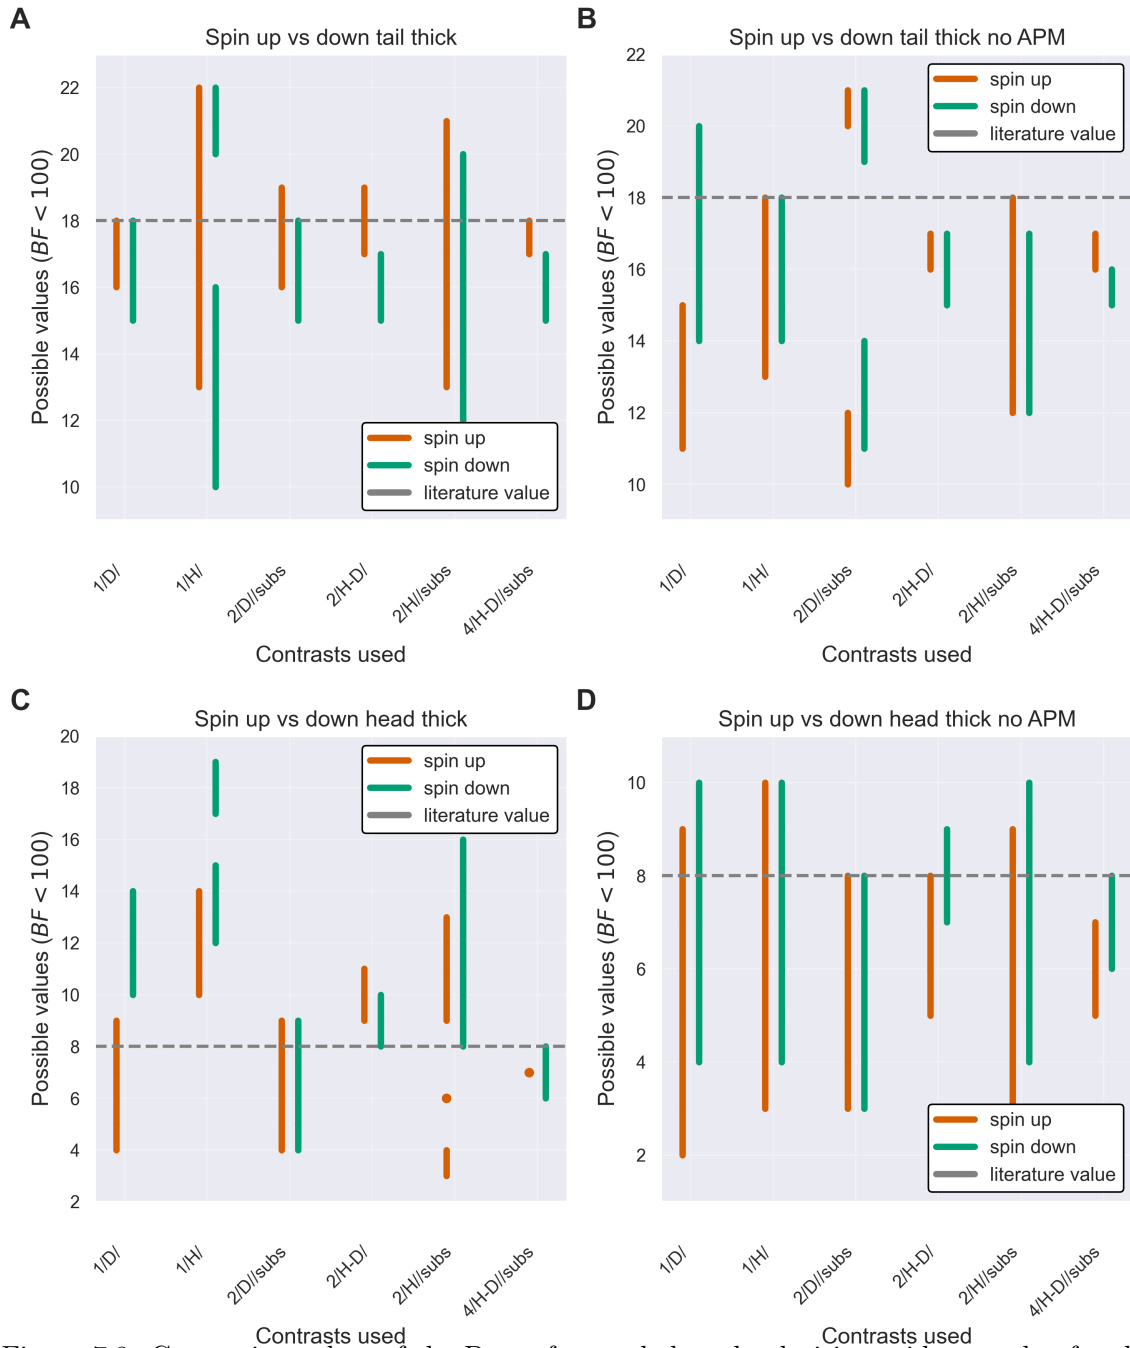 A
Spin up vs down tail thick
Possible values (BF < 100)
22
20
18
16
14
12
10
spin up
spin down
literature value
1/D/
1/H/
2/D//subs
2/H-D/
2/H//subs
4/H-D//subs
Contrasts used
B
Spin up vs down tail thick no APM
Possible values (BF < 100)
22
20
18
16
14
12
10
spin up
spin down
literature value
1/D/
1/H/
2/D//subs
2/H-D/
2/H//subs
4/H-D//subs
Contrasts used
C
Spin up vs down head thick
Possible values (BF < 100)
20
18
16
14
12
10
8
6
4
2
spin up
spin down
literature value
1/D/
1/H/
2/D//subs
2/H-D/
2/H//subs
4/H-D//subs
Contrasts used
D
Spin up vs down head thick no APM
Possible values (BF < 100)
10
8
6
4
2
spin up
spin down
literature value
1/D/
1/H/
2/D//subs
2/H-D/
2/H//subs
4/H-D//subs
Contrasts used